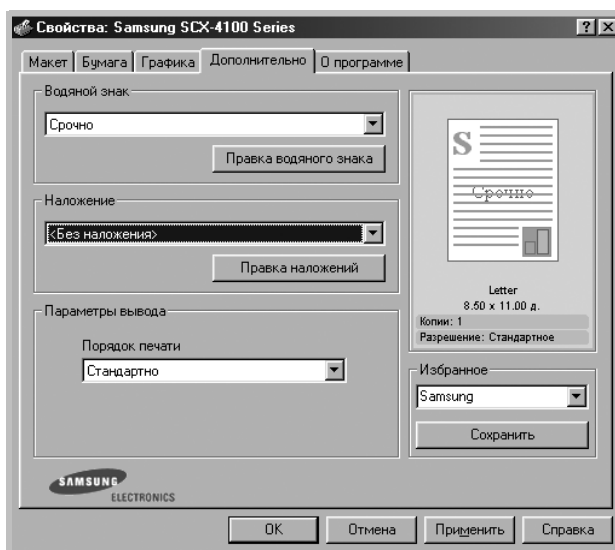 Свойства: Samsung SCX-4100 Series
Макет Бумага Графика Дополнительно О программе
Водяной знак
Срочно
Правка водяного знака
Наложение
<Без наложения>
Правка наложений
Параметры вывода
Порядок печати
Стандартно
S
Срочно
Letter
8.50 x 11.00 д.
Копии: 1
Разрешение: Стандартное
Избранное
Samsung
Сохранить
SAMSUNG
ELECTRONICS
OK Отмена Применить Справка